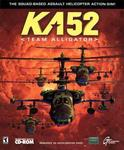 THE SQUAD-BASED ASSAULT HELICOPTER ACTION-SIM!
KA52
TEAM ALLIGATOR
CD-ROM